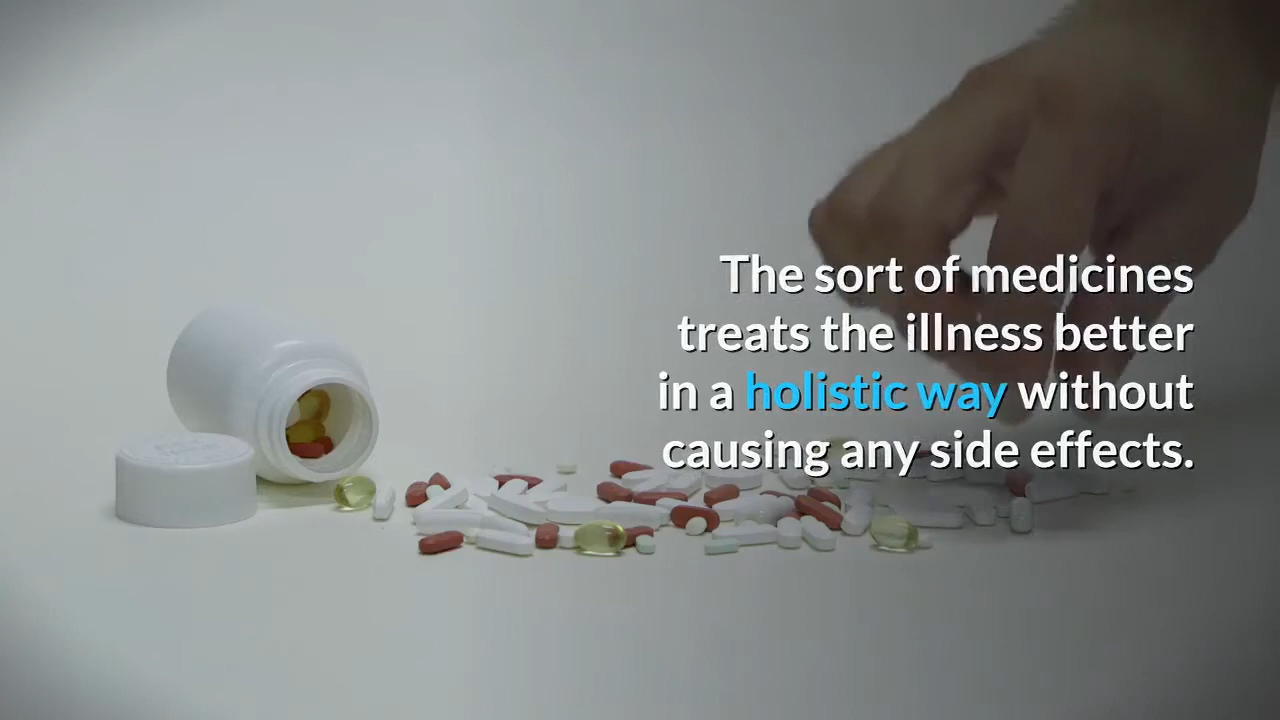 The sort of medicines
treats the illness better
in a holistic way without
causing any side effects.